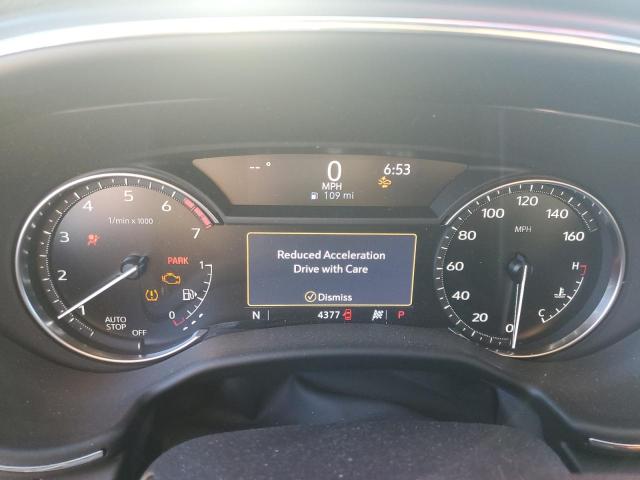 -- °
0
MPH
109 mi
6:53
1
2
3
4
5
6
7
1/min x 1000
PARK
AUTO
STOP
OFF
0
1
Reduced Acceleration
Drive with Care
Dismiss
N
4377
P
0
20
40
60
80
100
120
140
160
MPH
H
C